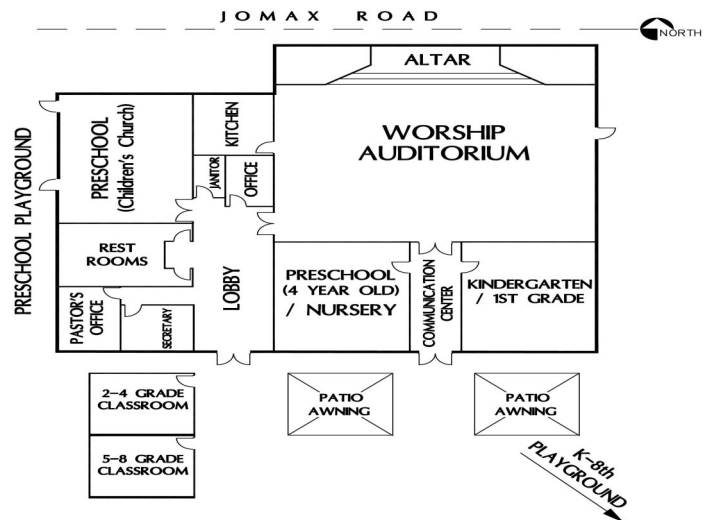 JOMAX ROAD
NORTH
ALTAR
WORSHIP
AUDITORIUM
KITCHEN
PRESCHOOL
(Children's Church)
PRESCHOOL PLAYGROUND
JANITOR
OFFICE
REST
ROOMS
LOBBY
PASTOR'S
OFFICE
SECRETARY
PRESCHOOL
(4 YEAR OLD)
/ NURSERY
COMMUNICATION
CENTER
KINDERGARTEN
/ 1ST GRADE
2-4 GRADE
CLASSROOM
PATIO
AWNING
PATIO
AWNING
5-8 GRADE
CLASSROOM
K-8th
PLAYGROUND